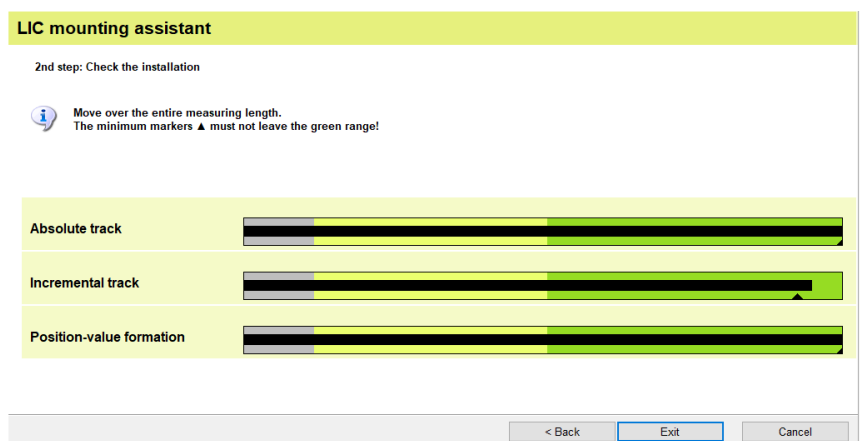 LIC mounting assistant
2nd step: Check the installation
Move over the entire measuring length.
The minimum markers ▲ must not leave the green range!
Absolute track
Incremental track
Position-value formation
< Back Exit Cancel